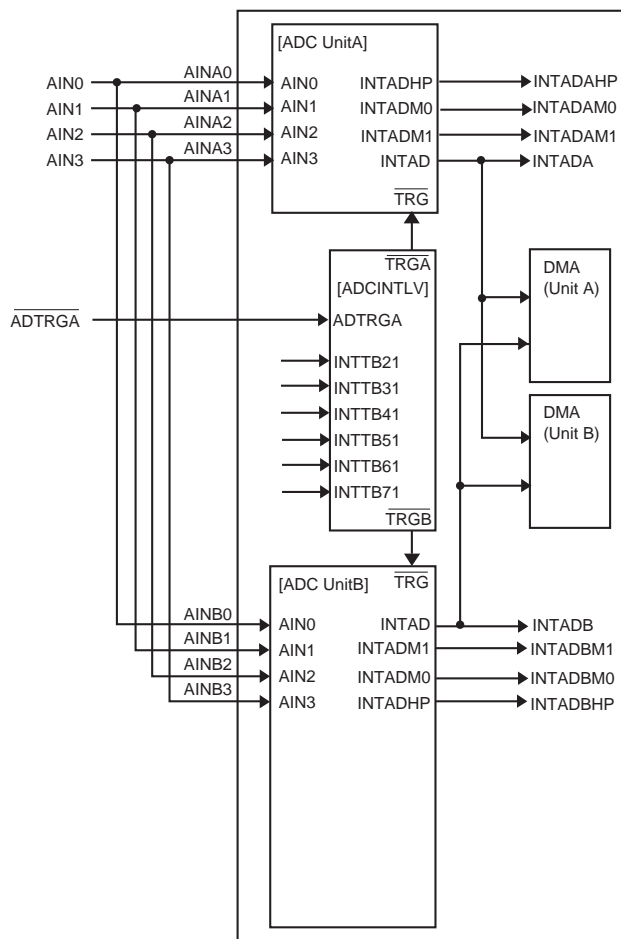 [ADC UnitA]
AIN0
AIN1
AIN2
AIN3
AINA0
AINA1
AINA2
AINA3
AIN0
AIN1
AIN2
AIN3
INTADHP
INTADM0
INTADM1
INTAD
TRG
INTADAHP
INTADAM0
INTADAM1
INTADA
TRGA
[ADCINTLV]
ADTRGA
ADTRGA
INTTB21
INTTB31
INTTB41
INTTB51
INTTB61
INTTB71
TRGB
DMA
(Unit A)
DMA
(Unit B)
TRG
[ADC UnitB]
AINB0
AINB1
AINB2
AINB3
AIN0
AIN1
AIN2
AIN3
INTAD
INTADM1
INTADM0
INTADHP
INTADB
INTADBM1
INTADBM0
INTADBHP